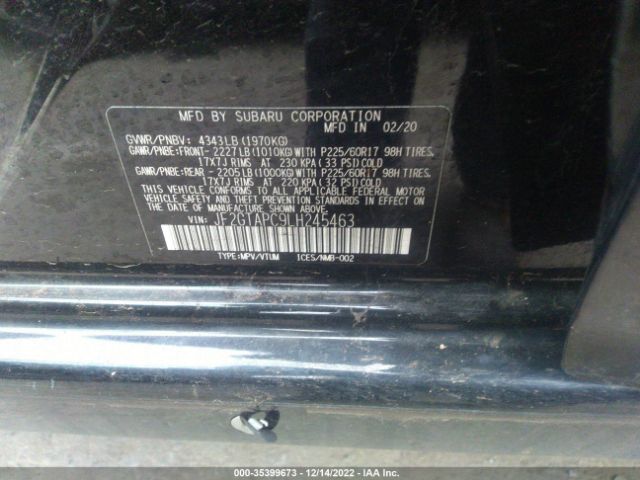 MFD BY SUBARU CORPORATION
MFD IN 02/20
GVWR/PNBV: 4343LB(1970KG)
GAWR/PNBE:FRONT-2227LB(1010KG)WITH P225/60R17 98H TIRES,
17X7J RIMS AT 230 KPA(33 PSI)COLD
GAWR/PNBE:REAR -2205LB(1000KG)WITH P225/60R17 98H TIRES,
17X7J RIMS AT 220 KPA(32 PSI)COLD
THIS VEHICLE CONFORMS TO ALL APPLICABLE FEDERAL MOTOR
VEHICLE SAFETY STANDARDS IN EFFECT ON THE
DATE OF MANUFACTURE SHOWN ABOVE.
VIN: JF2GTAPC9LH245463
TYPE:MPV/VTUM ICES/NMB-002
000-35399673 - 12/14/2022 - IAA Inc.